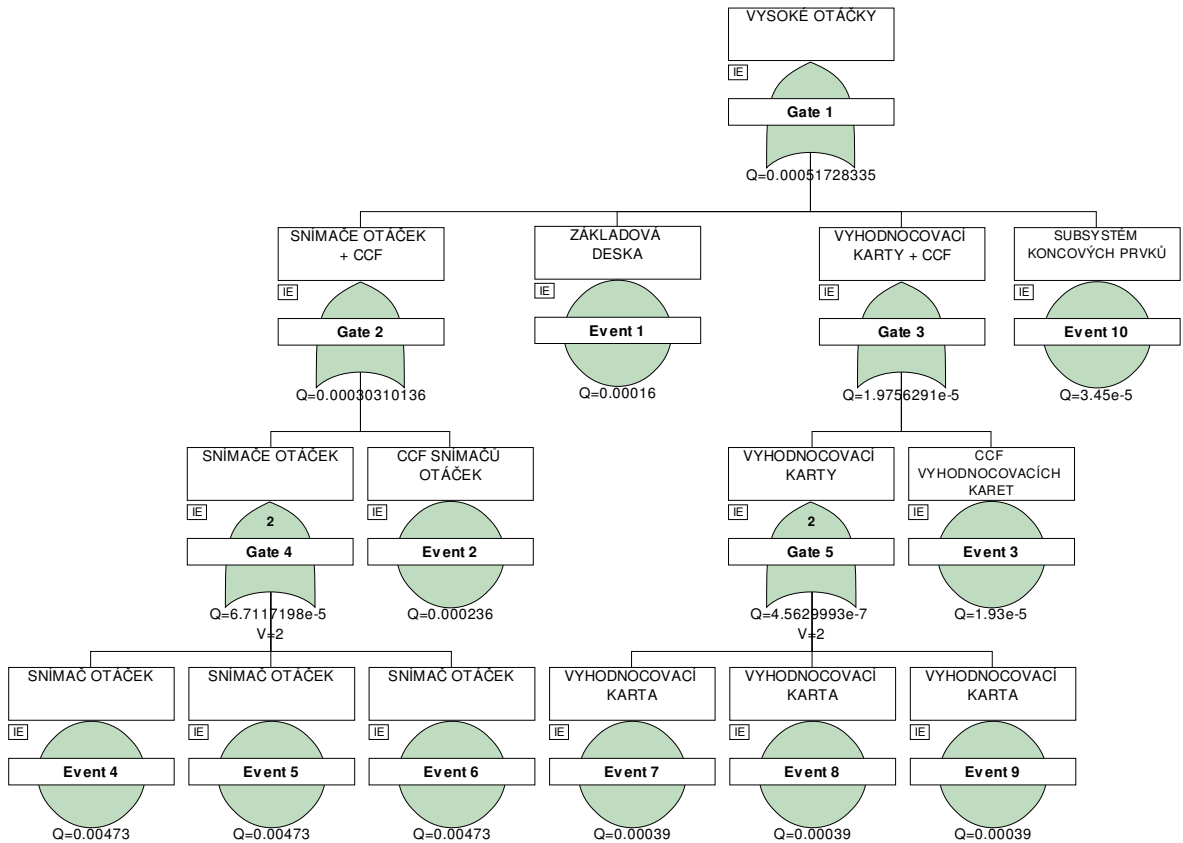 VYSOKÉ OTÁČKY
IE
Gate 1
Q=0.00051728335
SNÍMAČE OTÁČEK
+ CCF
IE
Gate 2
Q=0.00030310136
ZÁKLADOVÁ
DESKA
IE
Event 1
Q=0.00016
VYHODNOCOVACÍ
KARTY + CCF
IE
Gate 3
Q=1.9756291e-5
SUBSYSTÉM
KONCOVÝCH PRVKŮ
IE
Event 10
Q=3.45e-5
SNÍMAČE OTÁČEK
IE
2
Gate 4
Q=6.7117198e-5
V=2
CCF SNÍMAČŮ
OTÁČEK
IE
Event 2
Q=0.000236
VYHODNOCOVACÍ
KARTY
IE
2
Gate 5
Q=4.5629993e-7
V=2
CCF
VYHODNOCOVACÍCH
KARET
IE
Event 3
Q=1.93e-5
SNÍMAČ OTÁČEK
IE
Event 4
Q=0.00473
SNÍMAČ OTÁČEK
IE
Event 5
Q=0.00473
SNÍMAČ OTÁČEK
IE
Event 6
Q=0.00473
VYHODNOCOVACÍ
KARTA
IE
Event 7
Q=0.00039
VYHODNOCOVACÍ
KARTA
IE
Event 8
Q=0.00039
VYHODNOCOVACÍ
KARTA
IE
Event 9
Q=0.00039